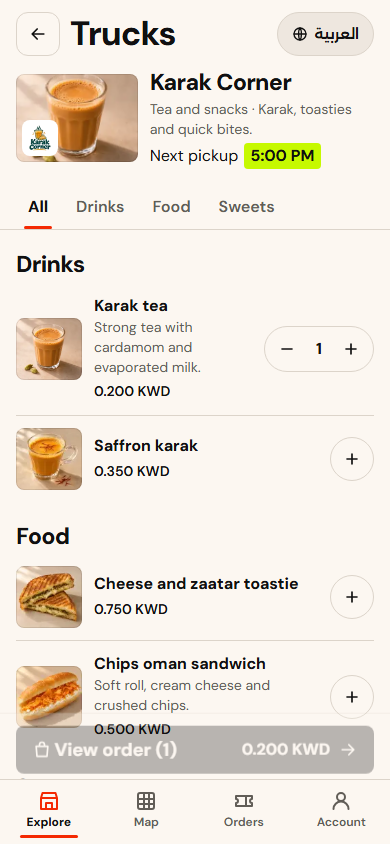 Trucks
العربية
Karak Corner
Karak Corner
Tea and snacks · Karak, toasties
and quick bites.
Next pickup 5:00 PM
All Drinks Food Sweets
Drinks
Karak tea
Strong tea with
cardamom and
evaporated milk.
0.200 KWD
1
Saffron karak
0.350 KWD
Food
Cheese and zaatar toastie
0.750 KWD
Chips oman sandwich
Soft roll, cream cheese and
crushed chips.
0.500 KWD
View order (1) 0.200 KWD
Explore Map Orders Account